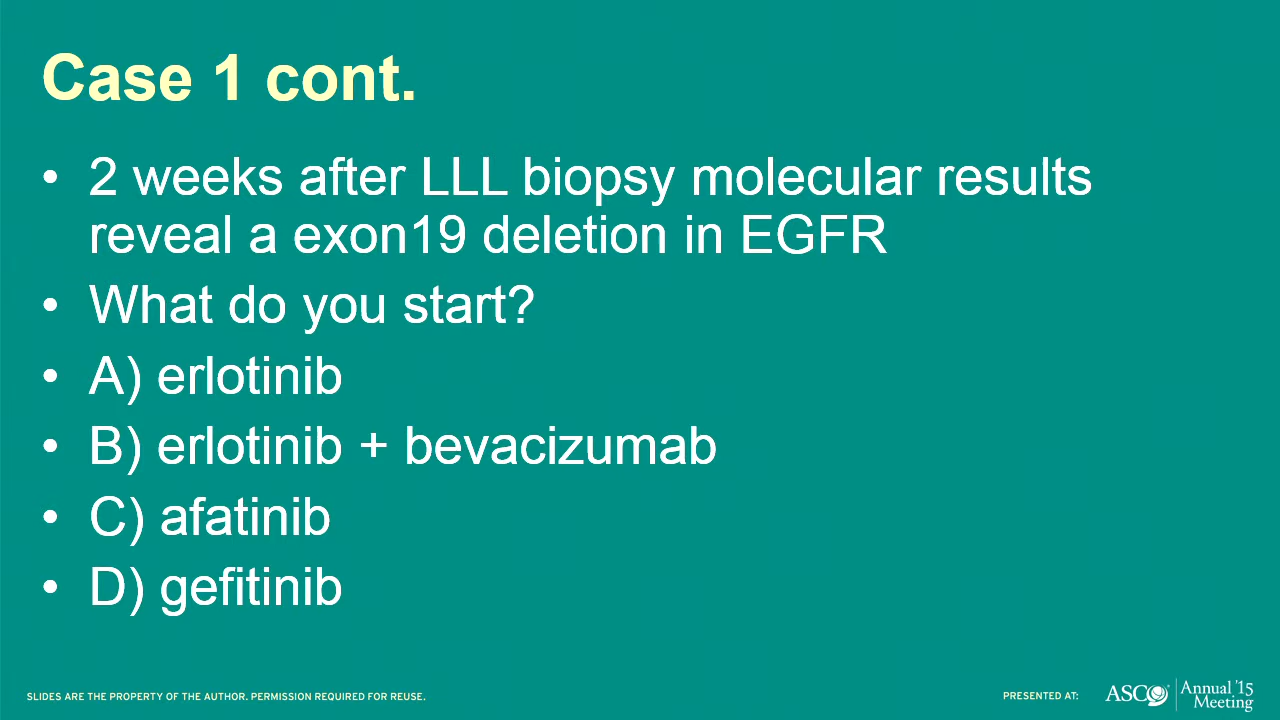 Case 1 cont.
• 2 weeks after LLL biopsy molecular results
reveal a exon19 deletion in EGFR
• What do you start?
• A) erlotinib
• B) erlotinib + bevacizumab
• C) afatinib
• D) gefitinib
SLIDES ARE THE PROPERTY OF THE AUTHOR. PERMISSION REQUIRED FOR REUSE.
PRESENTED AT:
ASCO
Annual '15
Meeting